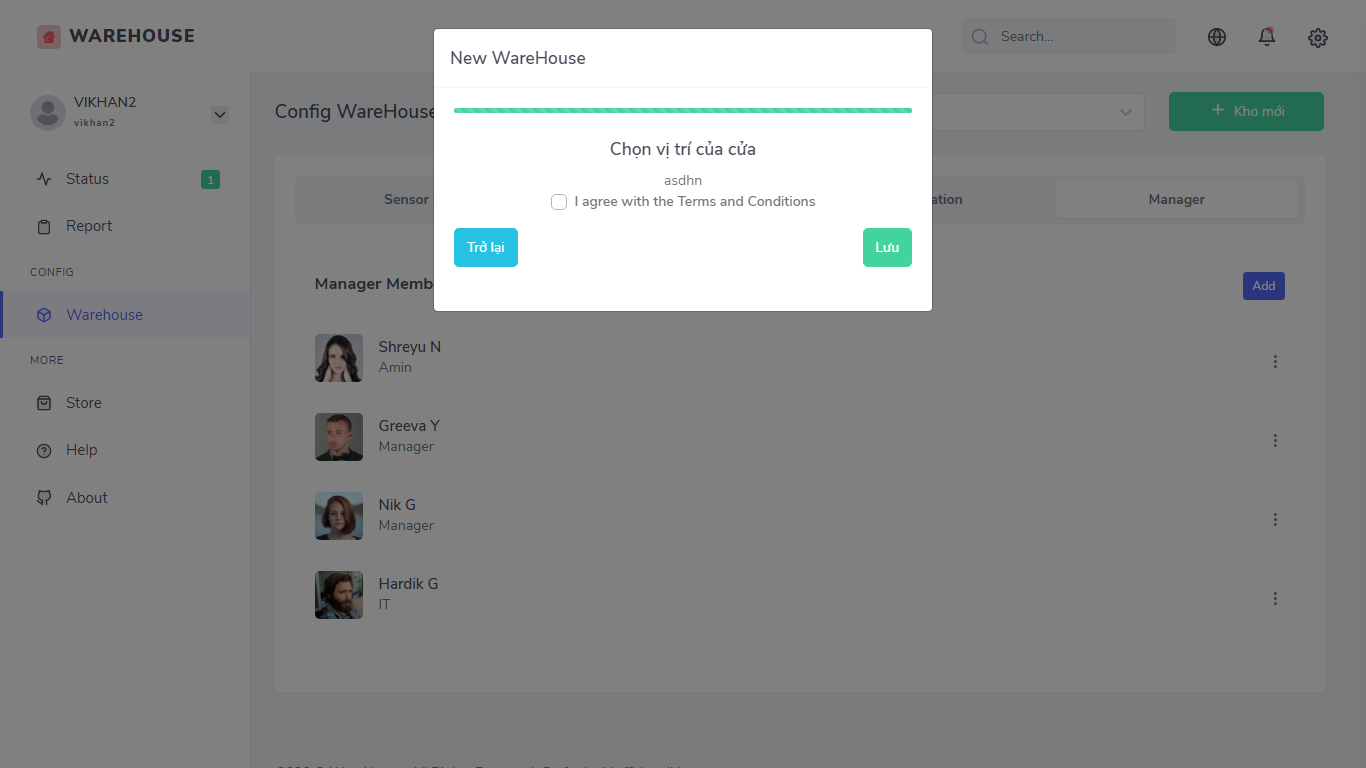 WAREHOUSE
Search...
New WareHouse
VIKHAN2
vikhan2
Config WareHouse
Kho mới
Chọn vị trí của cửa
asdhn
I agree with the Terms and Conditions
Trở lại
Lưu
Status
1
Report
CONFIG
Warehouse
MORE
Store
Help
About
Sensor
ation
Manager
Manager Memb
Add
Shreyu N
Amin
Greeva Y
Manager
Nik G
Manager
Hardik G
IT